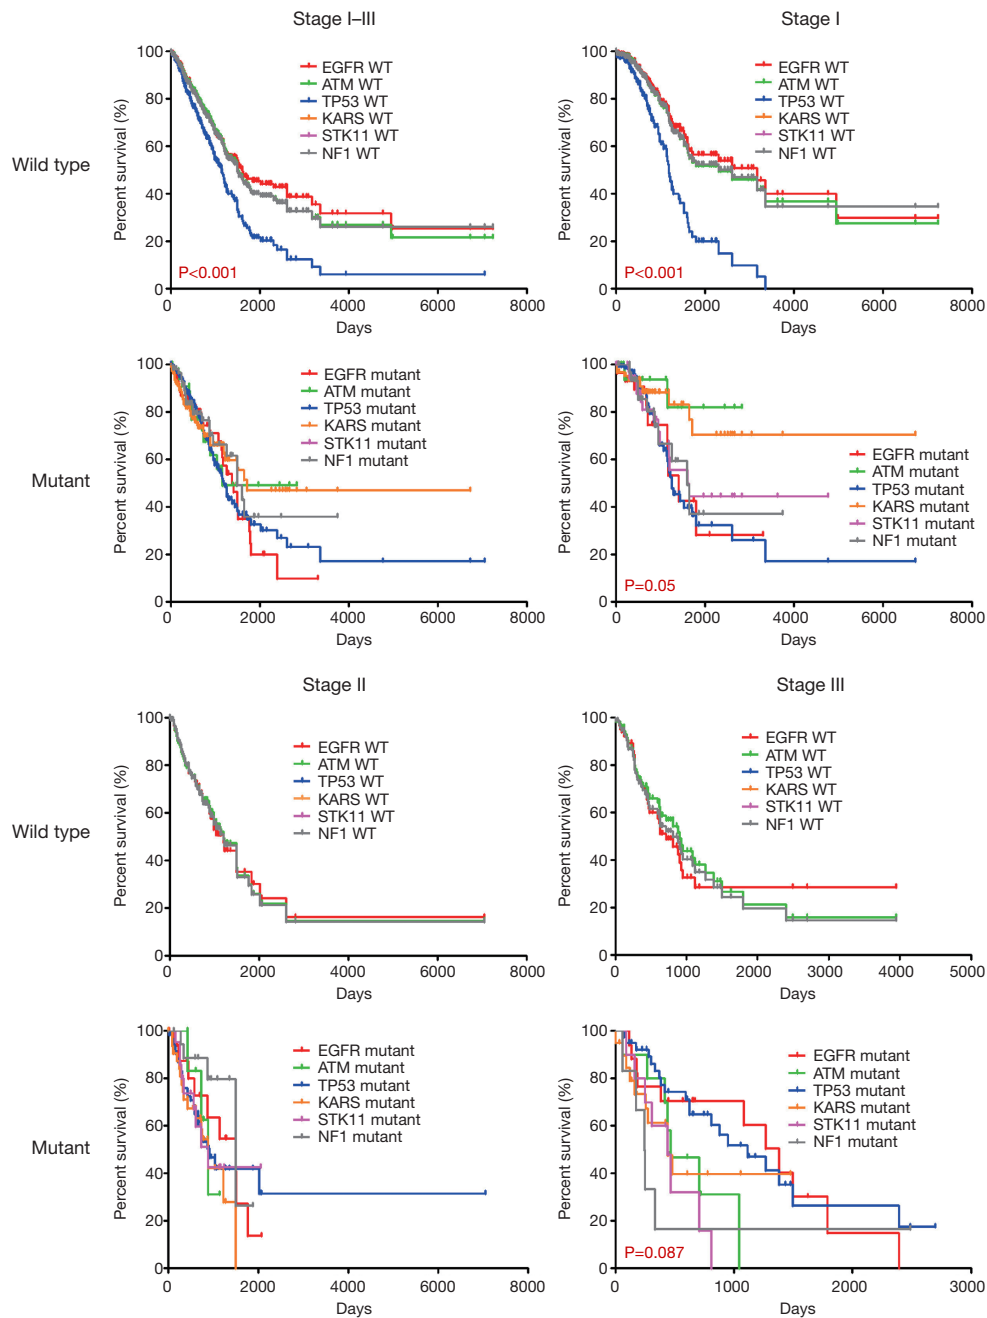 Stage I–III
Stage I
Wild type
Percent survival (%)
100
80
60
40
20
0
EGFR WT
ATM WT
TP53 WT
KARS WT
STK11 WT
NF1 WT
P<0.001
0
2000
4000
6000
8000
Days
Percent survival (%)
100
80
60
40
20
0
EGFR WT
ATM WT
TP53 WT
KARS WT
STK11 WT
NF1 WT
P<0.001
0
2000
4000
6000
8000
Days
Mutant
Percent survival (%)
100
80
60
40
20
0
EGFR mutant
ATM mutant
TP53 mutant
KARS mutant
STK11 mutant
NF1 mutant
0
2000
4000
6000
8000
Days
Percent survival (%)
100
80
60
40
20
0
EGFR mutant
ATM mutant
TP53 mutant
KARS mutant
STK11 mutant
NF1 mutant
P=0.05
0
2000
4000
6000
8000
Days
Stage II
Stage III
Wild type
Percent survival (%)
100
80
60
40
20
0
EGFR WT
ATM WT
TP53 WT
KARS WT
STK11 WT
NF1 WT
0
2000
4000
6000
8000
Days
Percent survival (%)
100
80
60
40
20
0
EGFR WT
ATM WT
TP53 WT
KARS WT
STK11 WT
NF1 WT
0
1000
2000
3000
4000
5000
Days
Mutant
Percent survival (%)
100
80
60
40
20
0
EGFR mutant
ATM mutant
TP53 mutant
KARS mutant
STK11 mutant
NF1 mutant
0
2000
4000
6000
8000
Days
Percent survival (%)
100
80
60
40
20
0
EGFR mutant
ATM mutant
TP53 mutant
KARS mutant
STK11 mutant
NF1 mutant
P=0.087
0
1000
2000
3000
Days